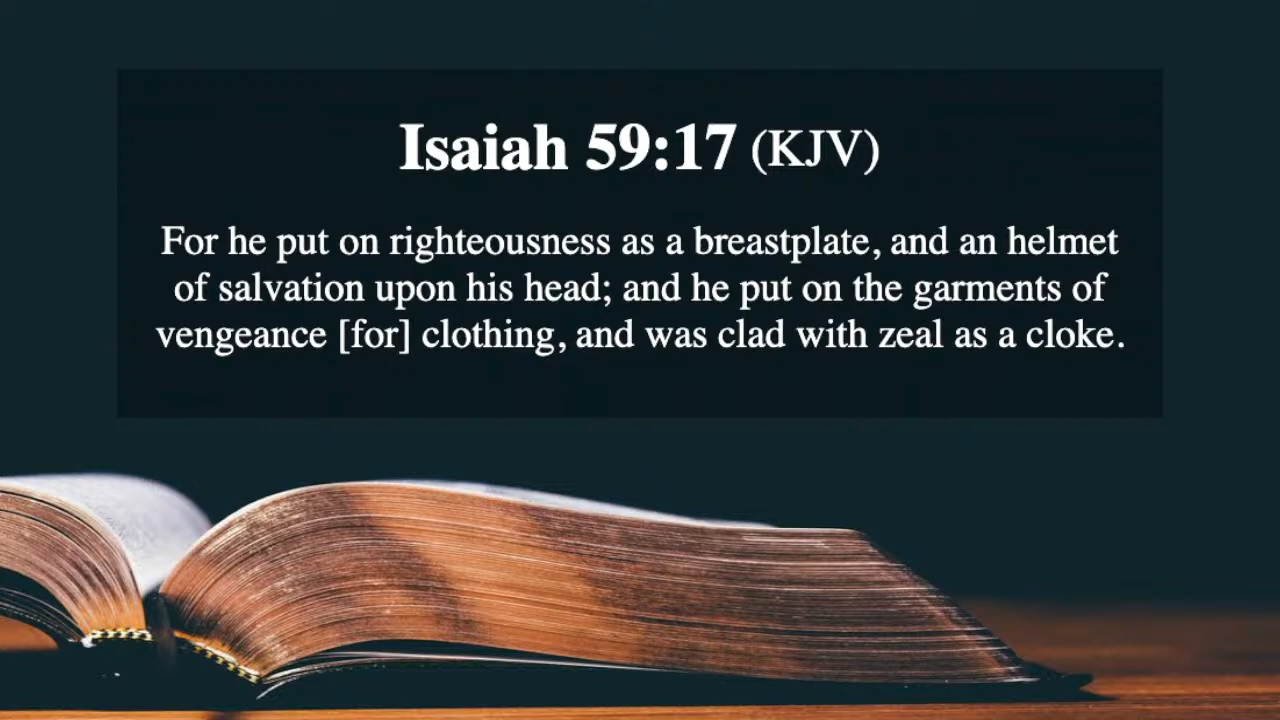 Isaiah 59:17 (KJV)
For he put on righteousness as a breastplate, and an helmet
of salvation upon his head; and he put on the garments of
vengeance [for] clothing, and was clad with zeal as a cloke.